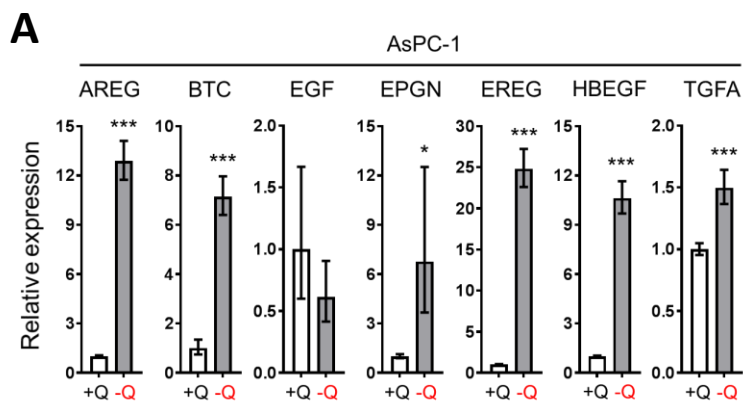 A
AsPC-1
AREG BTC EGF EPGN EREG HBEGF TGFA
Relative expression
15 12 9 6 3 0
*** 
+Q -Q
10 8 6 4 2 0
***
+Q -Q
2.0 1.5 1.0 0.5 0.0
+Q -Q
15 12 9 6 3 0
*
+Q -Q
30 25 20 15 10 5 0
***
+Q -Q
15 12 9 6 3 0
***
+Q -Q
2.0 1.5 1.0 0.5 0.0
***
+Q -Q